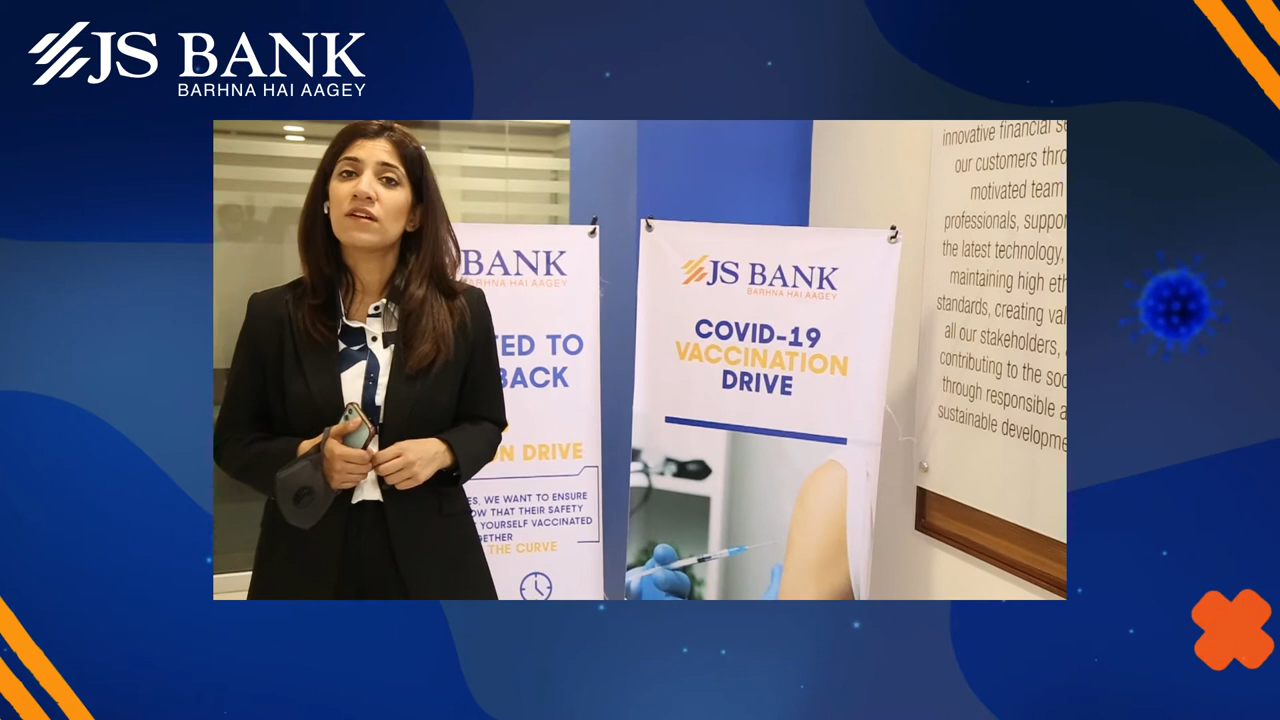 JS BANK
BARHNA HAI AAGEY
BANK
BARHNA HAI AAGEY
TED TO
BACK
ON DRIVE
ES, WE WANT TO ENSURE
OW THAT THEIR SAFETY
YOURSELF VACCINATED
GETHER
THE CURVE
JS BANK
BARHNA HAI AAGEY
COVID-19
VACCINATION
DRIVE
innovative financial se
our customers thro
motivated team
professionals, suppor
the latest technology,
maintaining high eth
standards, creating val
all our stakeholders,
contributing to the soc
through responsible a
sustainable developme